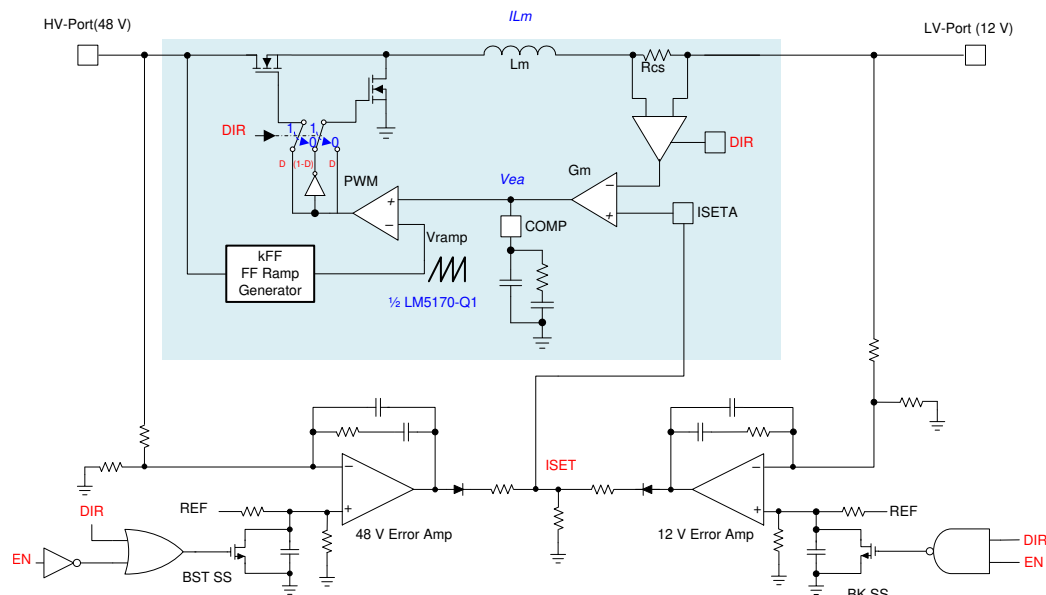 ILm
HV-Port(48 V)
LV-Port (12 V)
Lm
Rcs
DIR
1
1
0
0
DIR
D
(1-D)
D
PWM
Vea
Gm
ISETA
COMP
Vramp
kFF
FF Ramp
Generator
½ LM5170-Q1
ISET
REF
48 V Error Amp
12 V Error Amp
REF
DIR
EN
BST SS
DIR
EN
BK SS